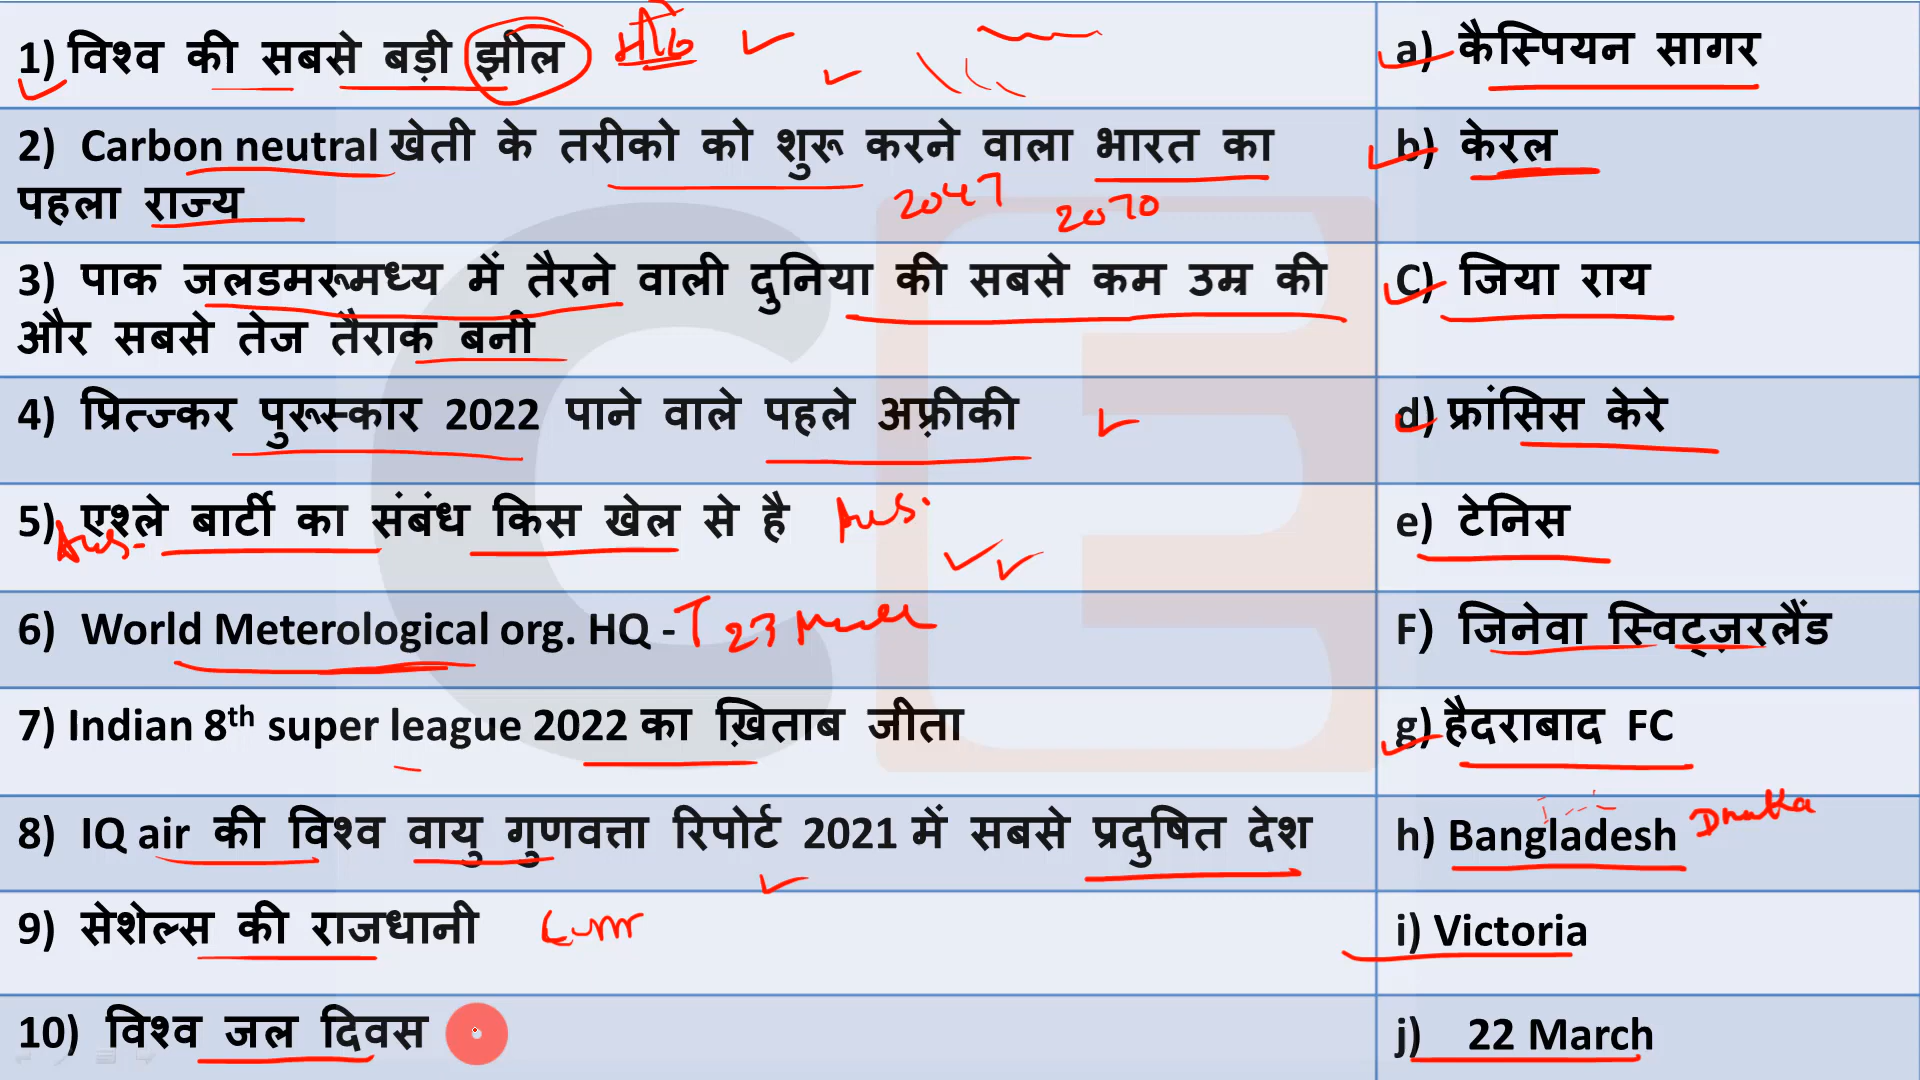 1) विश्व की सबसे बड़ी झील
a) कैस्पियन सागर
2) Carbon neutral खेती के तरीको को शुरू करने वाला भारत का
पहला राज्य
2047 2070
b) केरल
3) पाक जलडमरूमध्य में तैरने वाली दुनिया की सबसे कम उम्र की
और सबसे तेज तैराक बनी
C) जिया राय
4) प्रित्ज्कर पुरूस्कार 2022 पाने वाले पहले अफ़्रीकी
d) फ्रांसिस केरे
5) एश्ले बार्टी का संबंध किस खेल से है Aus.
Aus.
e) टेनिस
6) World Meterological org. HQ -
23
F) जिनेवा स्विट्ज़रलैंड
7) Indian 8th super league 2022 का ख़िताब जीता
g) हैदराबाद FC
8) IQ air की विश्व वायु गुणवत्ता रिपोर्ट 2021 में सबसे प्रदुषित देश
h) Bangladesh Dhaka
9) सेशेल्स की राजधानी
i) Victoria
10) विश्व जल दिवस
j) 22 March